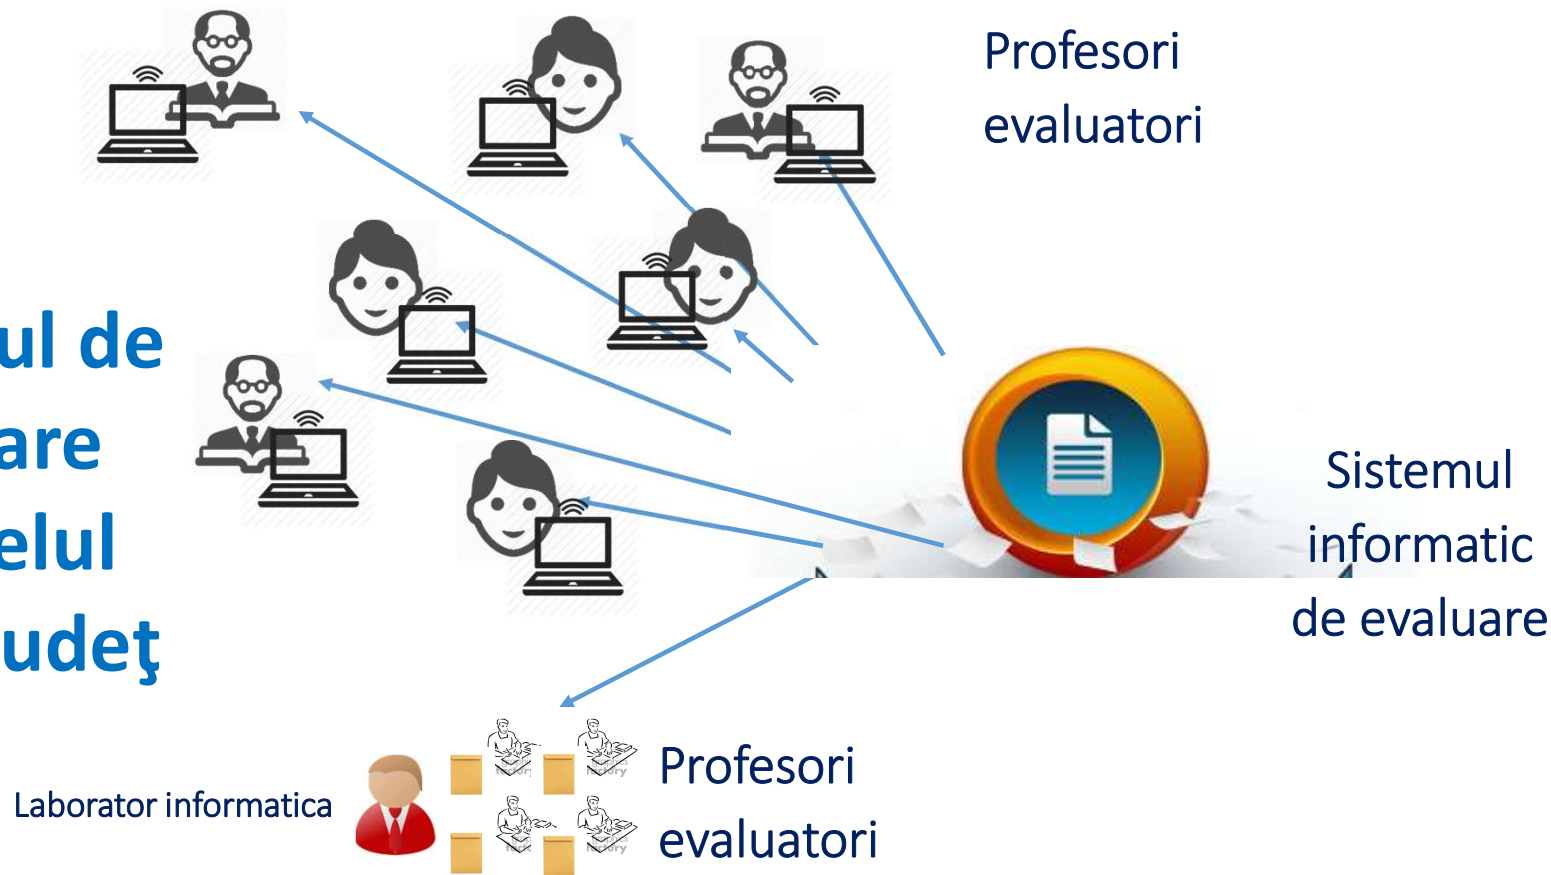 Profesori
evaluatori
ul de
are
elul
udeţ
Sistemul
informatic
de evaluare
Laborator informatica
Profesori
evaluatori